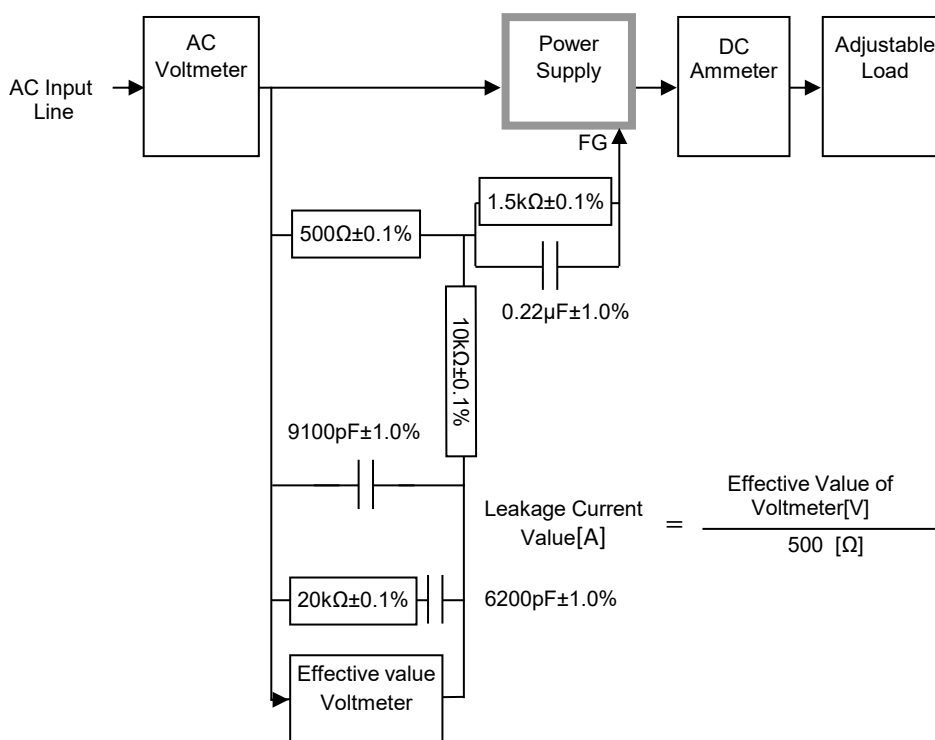 AC Input
Line
AC
Voltmeter
Power
Supply
DC
Ammeter
Adjustable
Load
FG
1.5kΩ±0.1%
500Ω±0.1%
0.22µF±1.0%
10kΩ±0.1%
9100pF±1.0%
Leakage Current
Value[A]
=
Effective Value of
Voltmeter[V]
500 [Ω]
20kΩ±0.1%
6200pF±1.0%
Effective value
Voltmeter